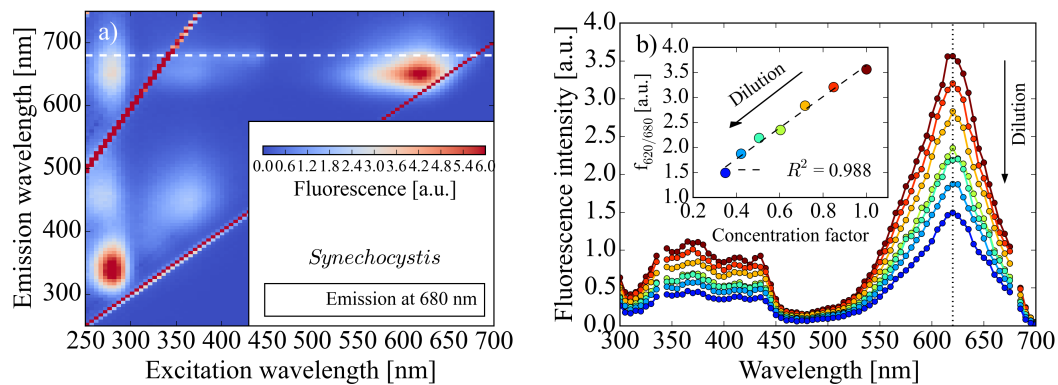 a)
Emission wavelength [nm]
700
600
500
400
300
0.00.61.21.82.43.03.64.24.85.46.0
Fluorescence [a.u.]
Synechocystis
Emission at 680 nm
250 300 350 400 450 500 550 600 650 700
Excitation wavelength [nm]
b)
Fluorescence intensity [a.u.]
4.0
3.5
3.0
2.5
2.0
1.5
1.0
0.5
0.0
300 350 400 450 500 550 600 650 700
Wavelength [nm]
Dilution
f620/680 [a.u.]
4.0
3.5
3.0
2.5
2.0
1.5
1.0
Dilution
R² = 0.988
0.2 0.4 0.6 0.8 1.0
Concentration factor